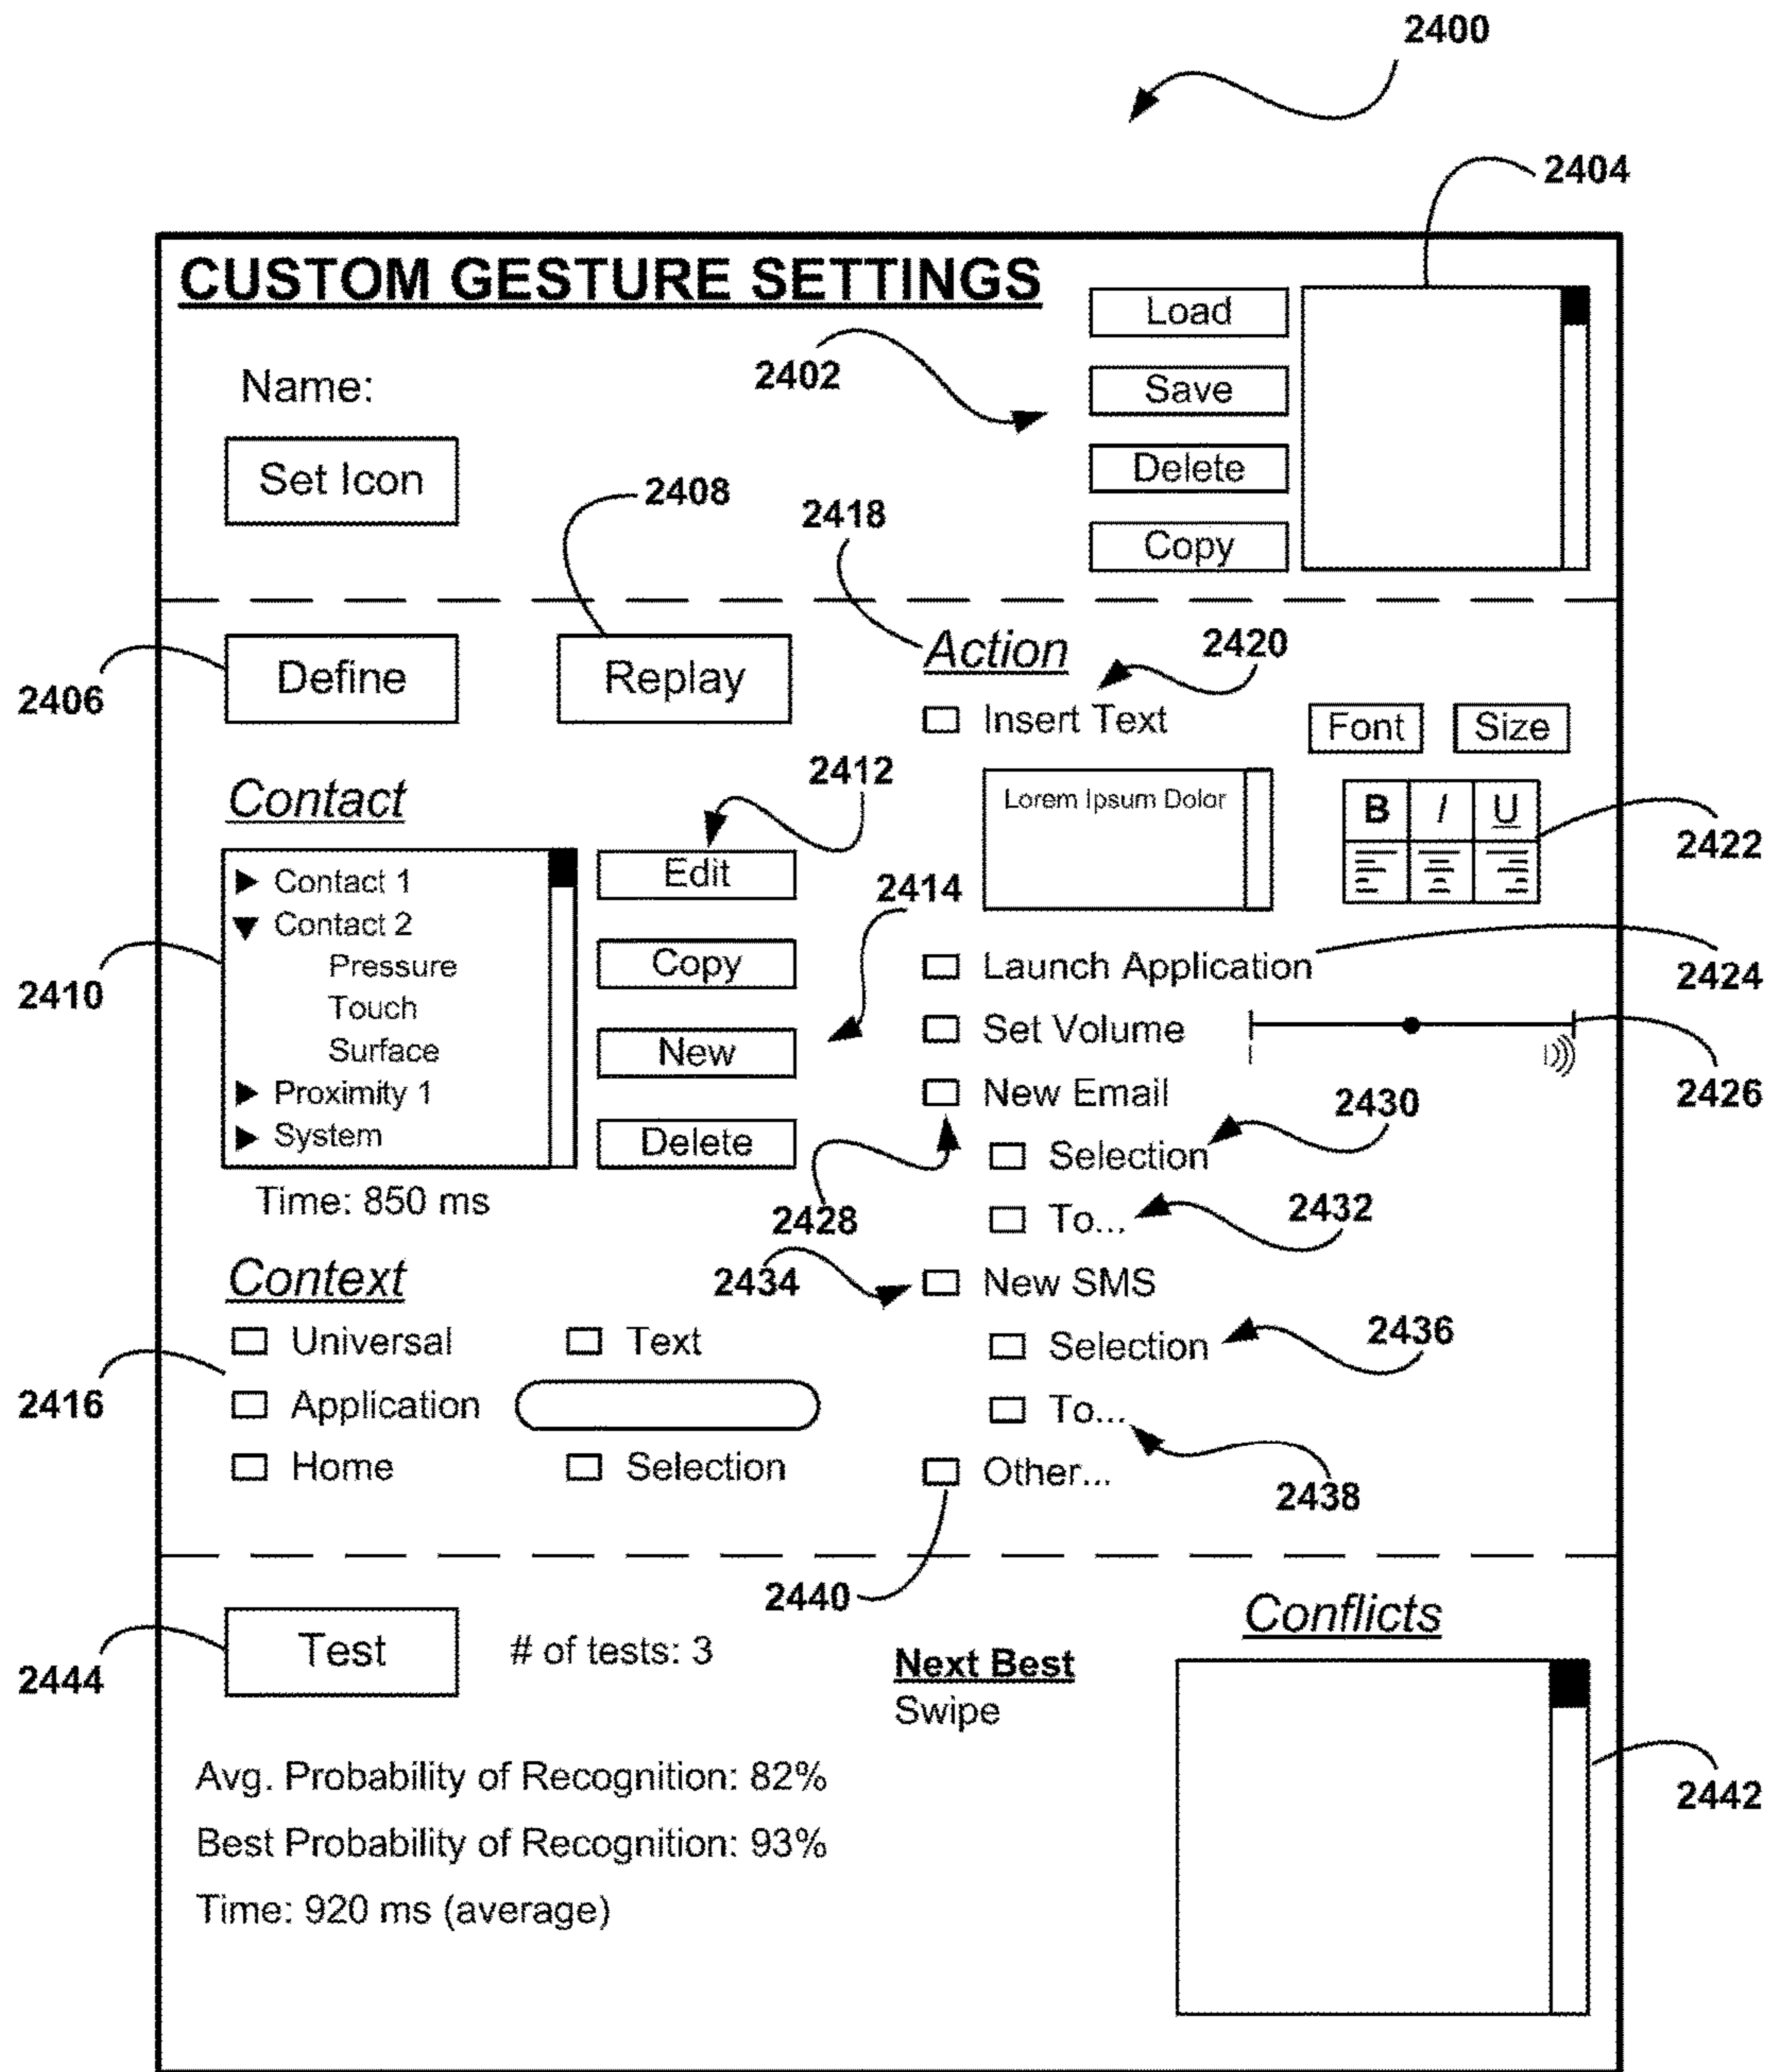 2400
2404
CUSTOM GESTURE SETTINGS
Load
2402
Save
Name:
Delete
Set Icon
2408
2418
Copy
Define
Replay
Action
2420
2406
Insert Text
Font
Size
2412
Contact
Lorem Ipsum Dolor
B I U
2422
Edit
Contact 1
2414
Contact 2
Pressure
Copy
Launch Application
2424
2410
Touch
Surface
New
Set Volume
2426
Proximity 1
New Email
2430
System
Delete
Selection
Time: 850 ms
2428
To...
2432
Context
2434
New SMS
Universal
Text
Selection
2436
2416
Application
To...
Home
Selection
Other...
2438
2440
Conflicts
Test
# of tests: 3
2444
Next Best
Swipe
Avg. Probability of Recognition: 82%
2442
Best Probability of Recognition: 93%
Time: 920 ms (average)